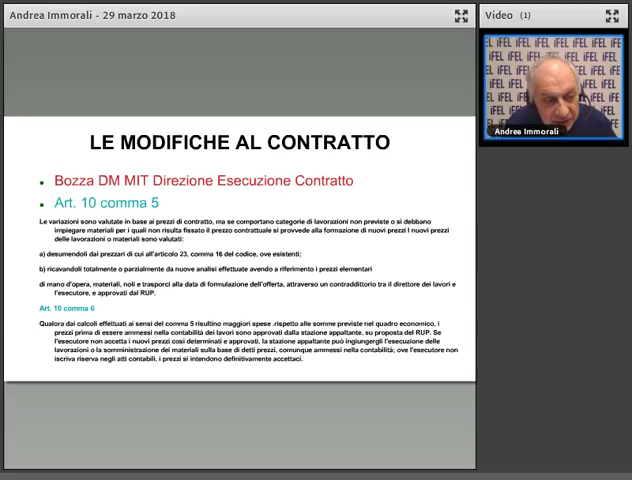 Andrea Immorali - 29 marzo 2018
Video (1)
LE MODIFICHE AL CONTRATTO
• Bozza DM MIT Direzione Esecuzione Contratto
• Art. 10 comma 5
Le variazioni sono valutate in base ai prezzi di contratto, ma se comportano categorie di lavorazioni non previste o si debbano
impiegare materiali per i quali non risulta fissato il prezzo contrattuale si provvede alla formazione di nuovi prezzi I nuovi prezzi
delle lavorazioni o materiali sono valutati:
a) desumendoli dai prezzari di cui all'articolo 23, comma 16 del codice, ove esistenti;
b) ricavandoli totalmente o parzialmente da nuove analisi effettuate avendo a riferimento i prezzi elementari
di mano d'opera, materiali, noli e trasporci alla data di formulazione dell'offerta, attraverso un contraddittorio tra il direttore dei lavori e
l'esecutore, e approvati dal RUP.
Art. 10 comma 6
Qualora dai calcoli effettuati ai sensi del comma 5 risultino maggiori spese .rispetto alle somme previste nel quadro economico, i
prezzi prima di essere ammessi nella contabilità dei lavori sono approvati dalla stazione appaltante, su proposta del RUP. Se
l'esecutore non accetta i nuovi prezzi così determinati e approvati, la stazione appaltante può ingiungergli l'esecuzione delle
lavorazioni o la somministrazione dei materiali sulla base di detti prezzi, comunque ammessi nella contabilità; ove l'esecutore non
iscriva riserva negli atti contabili, i prezzi si intendono definitivamente accettaci.
iFEL
Andrea Immorali